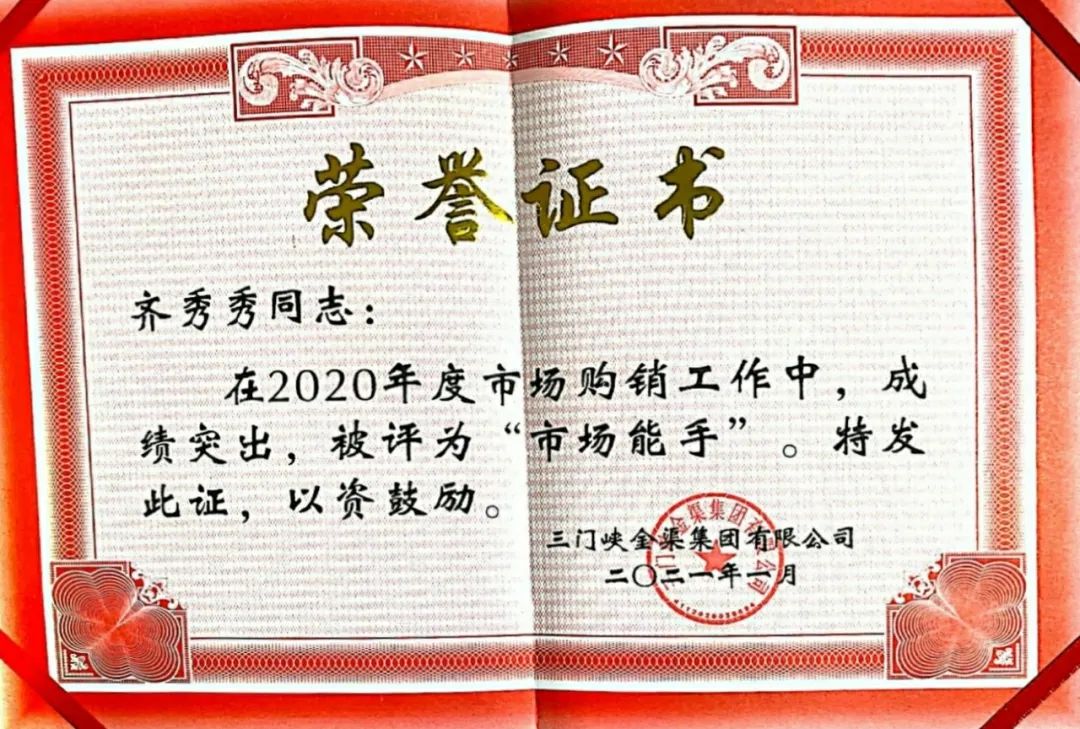 荣誉证书
齐秀秀同志：
在2020年度市场购销工作中，成
绩突出，被评为“市场能手”。特发
此证，以资鼓励。
三门峡金渠集团有限公司
二〇二一年一月